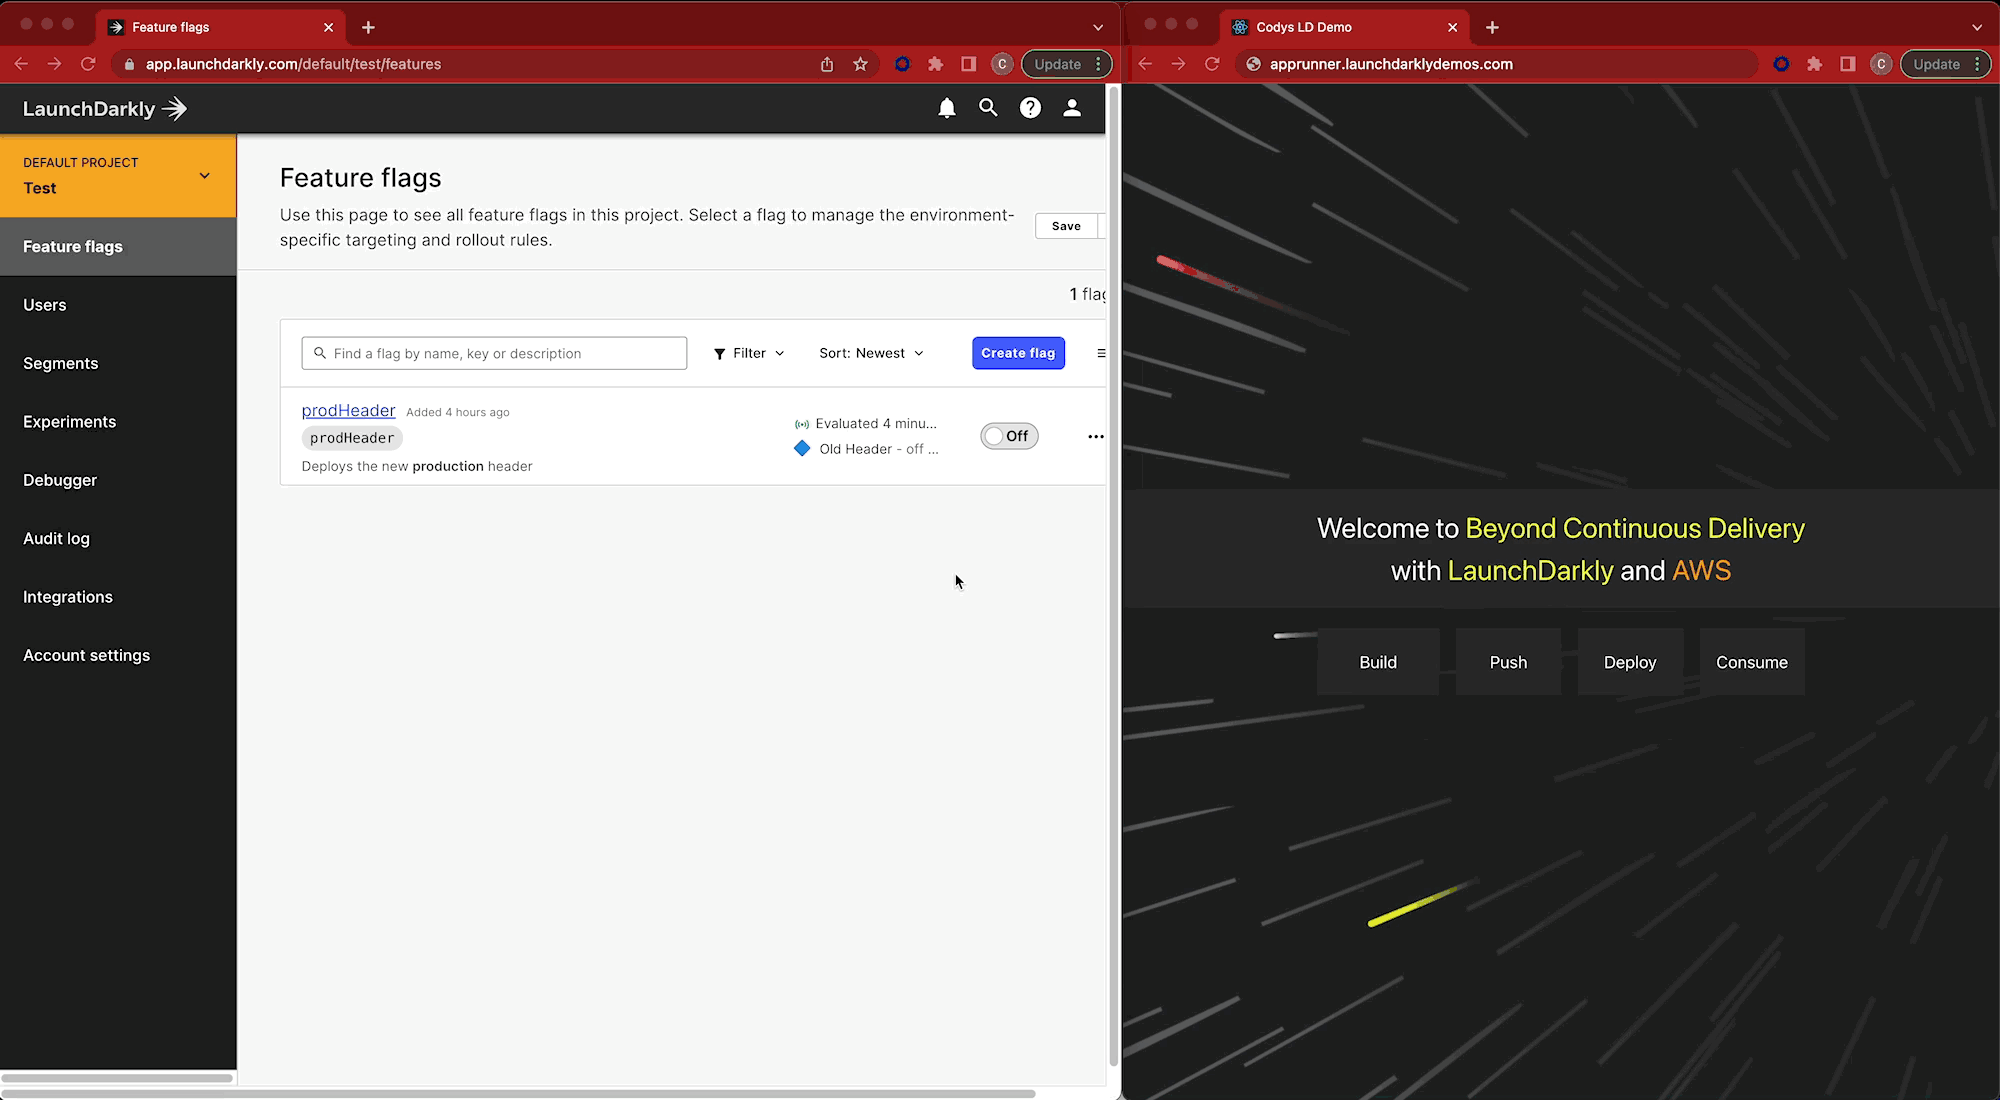 Feature flags
app.launchdarkly.com/default/test/features
C
Update
LaunchDarkly
DEFAULT PROJECT
Test
Feature flags
Users
Segments
Experiments
Debugger
Audit log
Integrations
Account settings
Feature flags
Use this page to see all feature flags in this project. Select a flag to manage the environment-
specific targeting and rollout rules.
Save
1 flag
Find a flag by name, key or description
Filter
Sort: Newest
Create flag
prodHeader Added 4 hours ago
prodHeader
Deploys the new production header
Evaluated 4 minu...
Old Header - off ...
Off
Codys LD Demo
apprunner.launchdarklydemos.com
C
Update
Welcome to Beyond Continuous Delivery
with LaunchDarkly and AWS
Build
Push
Deploy
Consume